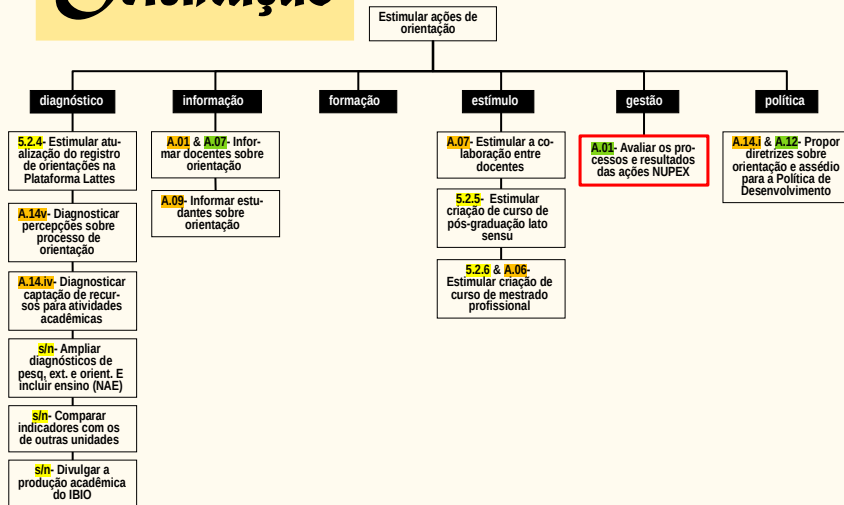 Orientação
Estimular ações de
orientação
diagnóstico
informação
formação
estímulo
gestão
política
5.2.4- Estimular atu-
alização do registro
de orientações na
Plataforma Lattes
A.14v- Diagnosticar
percepções sobre
processo de
orientação
A.14.iv- Diagnosticar
captação de recur-
sos para atividades
acadêmicas
s/n- Ampliar
diagnósticos de
pesq, ext. e orient. E
incluir ensino (NAE)
s/n- Comparar
indicadores com os
de outras unidades
s/n- Divulgar a
produção acadêmica
do IBIO
A.01 & A.07- Infor-
mar docentes sobre
orientação
A.09- Informar estu-
dantes sobre
orientação
A.07- Estimular a co-
laboração entre
docentes
5.2.5- Estimular
criação de curso de
pós-graduação lato
sensu
5.2.6 & A.06-
Estimular criação de
curso de mestrado
profissional
A.01- Avaliar os pro-
cessos e resultados
das ações NUPEX
A.14.i & A.12- Propor
diretrizes sobre
orientação e assédio
para a Política de
Desenvolvimento